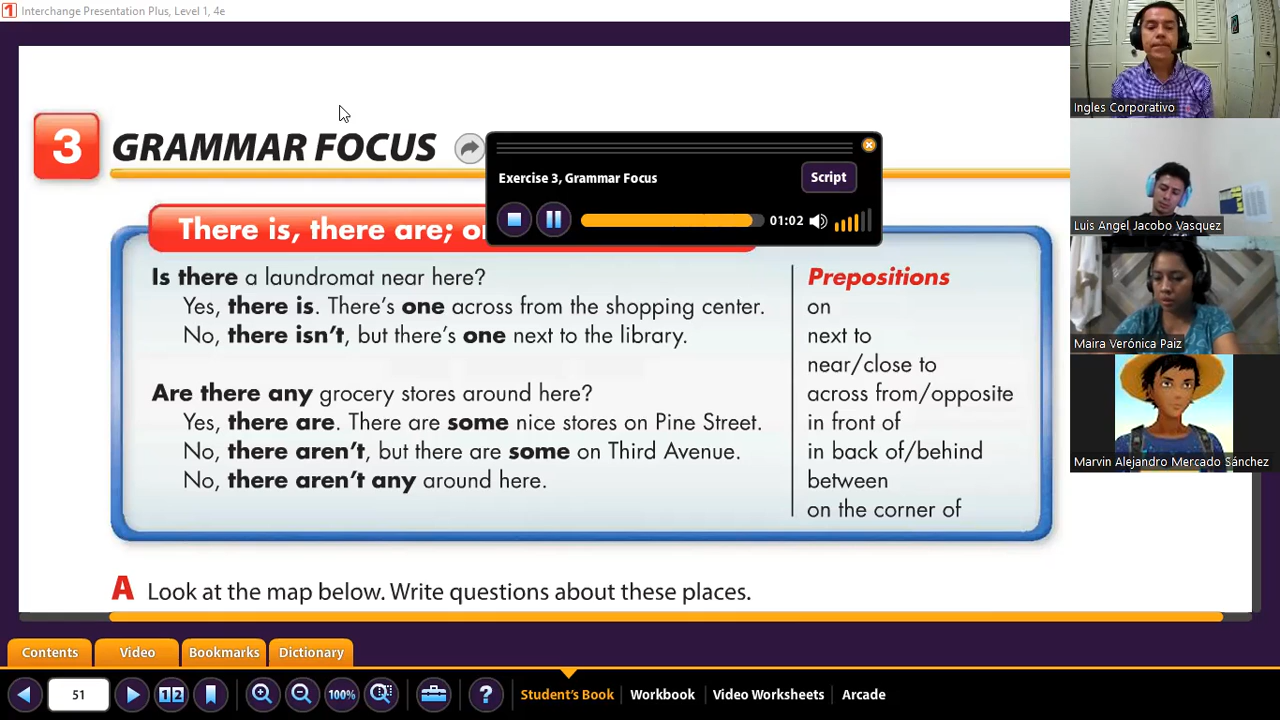 Interchange Presentation Plus, Level 1, 4e
3 GRAMMAR FOCUS
Exercise 3, Grammar Focus
Script
01:02
There is, there are;
Is there a laundromat near here?
Yes, there is. There's one across from the shopping center.
No, there isn't, but there's one next to the library.
Are there any grocery stores around here?
Yes, there are. There are some nice stores on Pine Street.
No, there aren't, but there are some on Third Avenue.
No, there aren't any around here.
Prepositions
on
next to
near/close to
across from/opposite
in front of
in back of/behind
between
on the corner of
A Look at the map below. Write questions about these places.
Ingles Corporativo
Luis Angel Jacobo Vasquez
Maira Verónica Paiz
Marvin Alejandro Mercado Sánchez
Contents Video Bookmarks Dictionary
51 1 2 100% ? Student's Book Workbook Video Worksheets Arcade